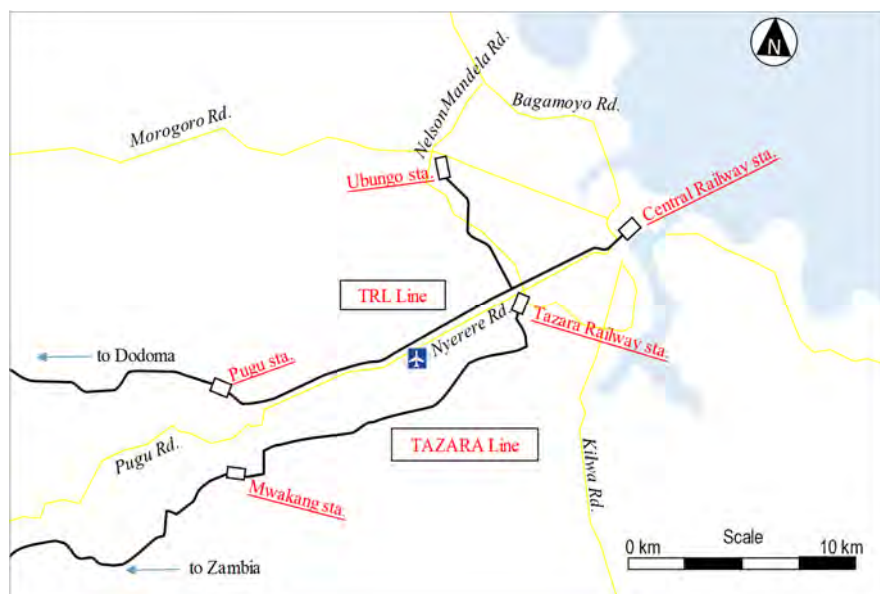 N
Nelson Mandela Rd.
Bagamoyo Rd.
Morogoro Rd.
Ubungo sta.
Central Railway sta.
TRL Line
Nyerere Rd.
Tazara Railway sta.
to Dodoma
Pugu sta.
Pugu Rd.
TAZARA Line
Kilwa Rd.
Mwakang sta.
to Zambia
Scale
0 km
10 km